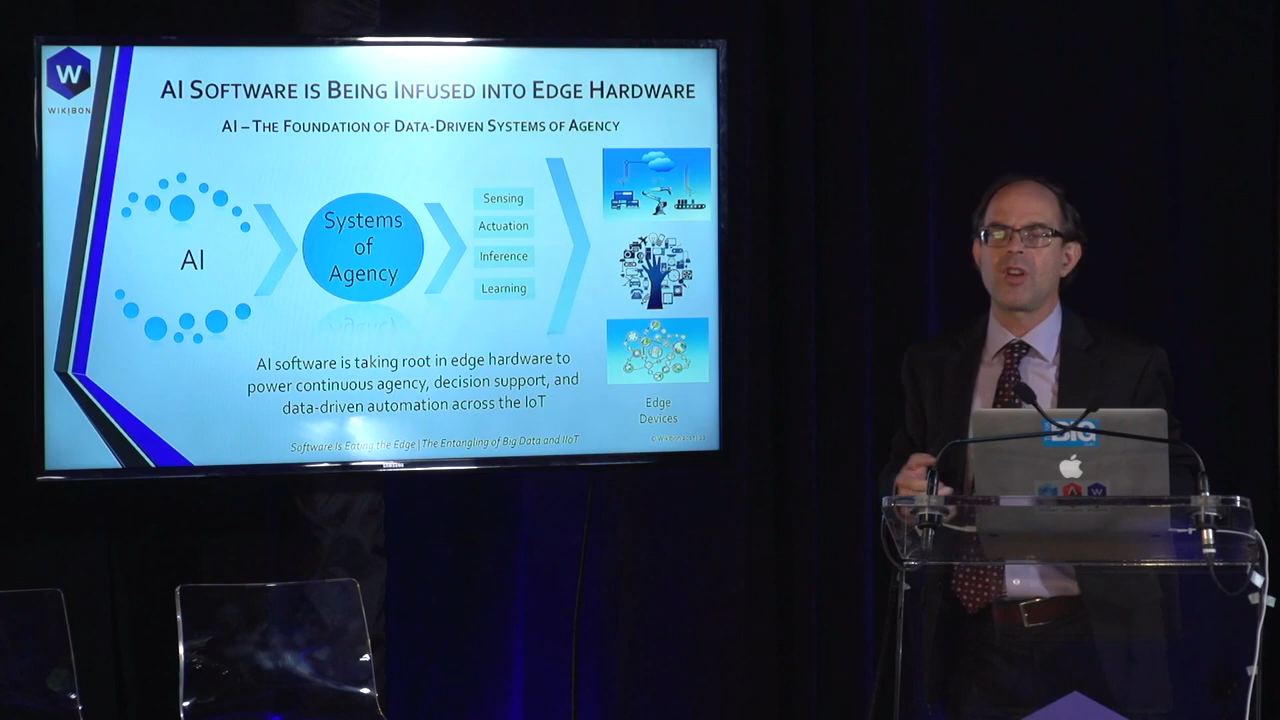 W
WIKIBON
AI SOFTWARE IS BEING INFUSED INTO EDGE HARDWARE
AI – THE FOUNDATION OF DATA-DRIVEN SYSTEMS OF AGENCY
AI
Systems
of
Agency
Sensing
Actuation
Inference
Learning
AI software is taking root in edge hardware to
power continuous agency, decision support, and
data-driven automation across the IoT
Edge
Devices
Software Is Eating the Edge | The Entangling of Big Data and IIoT
© Wikibon
SAMSUNG
BIG
W